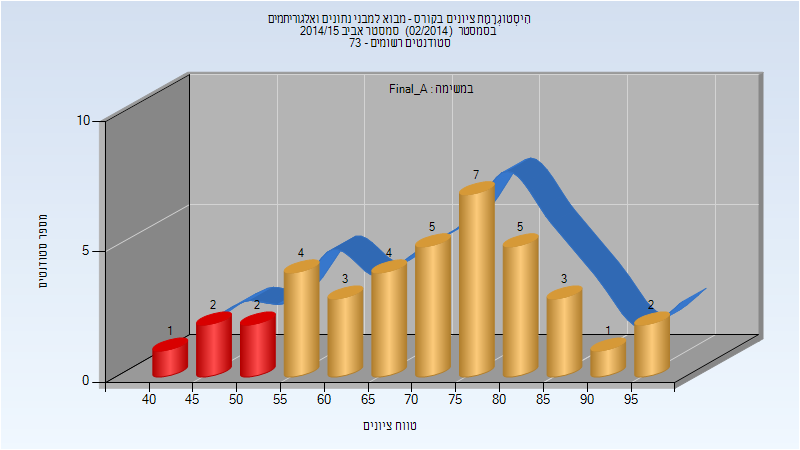 הִיסְטוֹגְרַמַת ציונים בקורס - מבוא למבני נתונים ואלגוריתמים
בסמסטר (02/2014) סמסטר אביב 2014/15
סטודנטים רשומים - 73
במשימה : Final_A
מספר סטודנטים
10
5
0
1
2
2
4
3
4
5
7
5
3
1
2
40 45 50 55 60 65 70 75 80 85 90 95
טווח ציונים